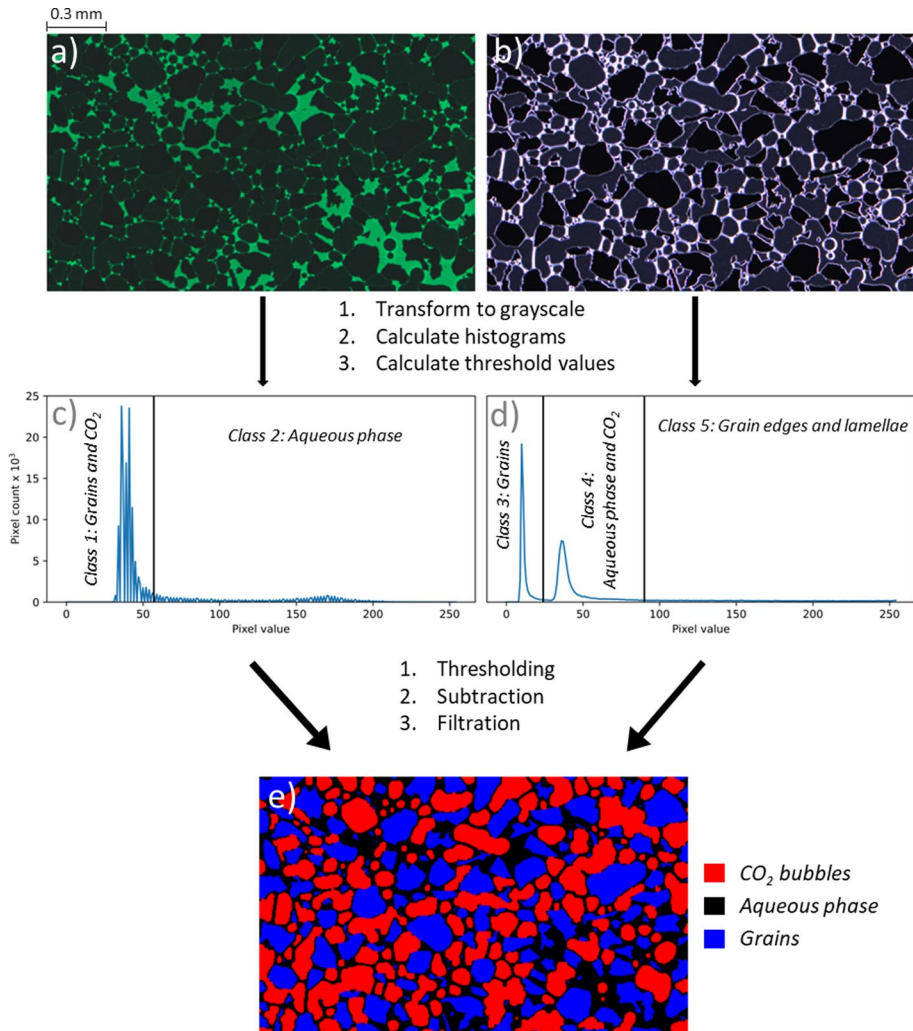 0.3 mm
a)
b)
1. Transform to grayscale
2. Calculate histograms
3. Calculate threshold values
c)
Class 1: Grains and CO₂
Class 2: Aqueous phase
Pixel count x 10³
25
20
15
10
5
0
0 50 100 150 200 250
Pixel value
d)
Class 3: Grains
Class 4:
Aqueous phase and CO₂
Class 5: Grain edges and lamellae
0 50 100 150 200 250
Pixel value
1. Thresholding
2. Subtraction
3. Filtration
e)
CO₂ bubbles
Aqueous phase
Grains